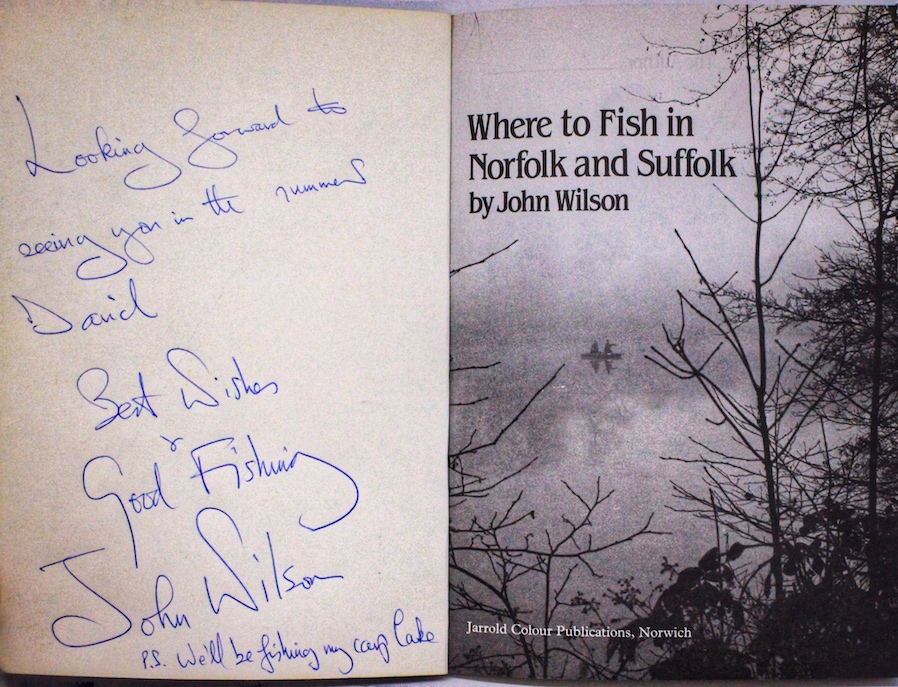 Looking forward to
seeing you in the summer
David
Best Wishes
&
Good Fishing
John Wilson
P.S. We'll be fishing my carp lake
Where to Fish in
Norfolk and Suffolk
by John Wilson
Jarrold Colour Publications, Norwich